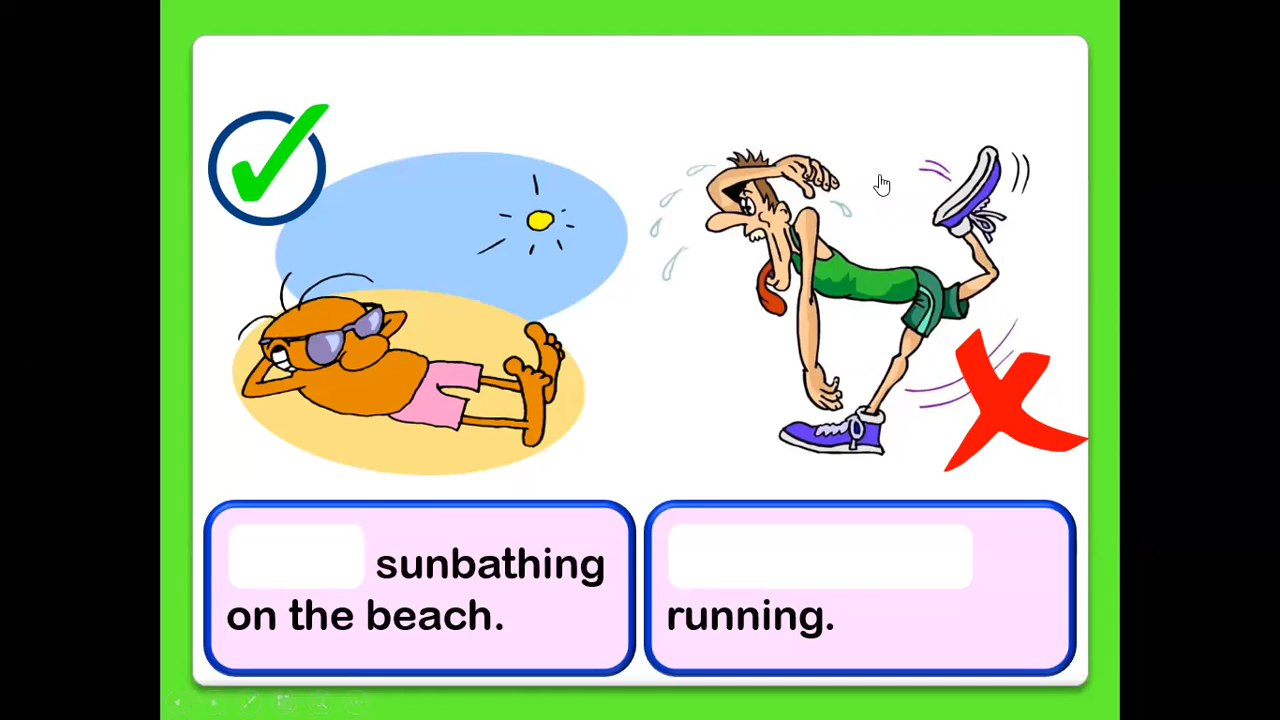 sunbathing
on the beach.
running.